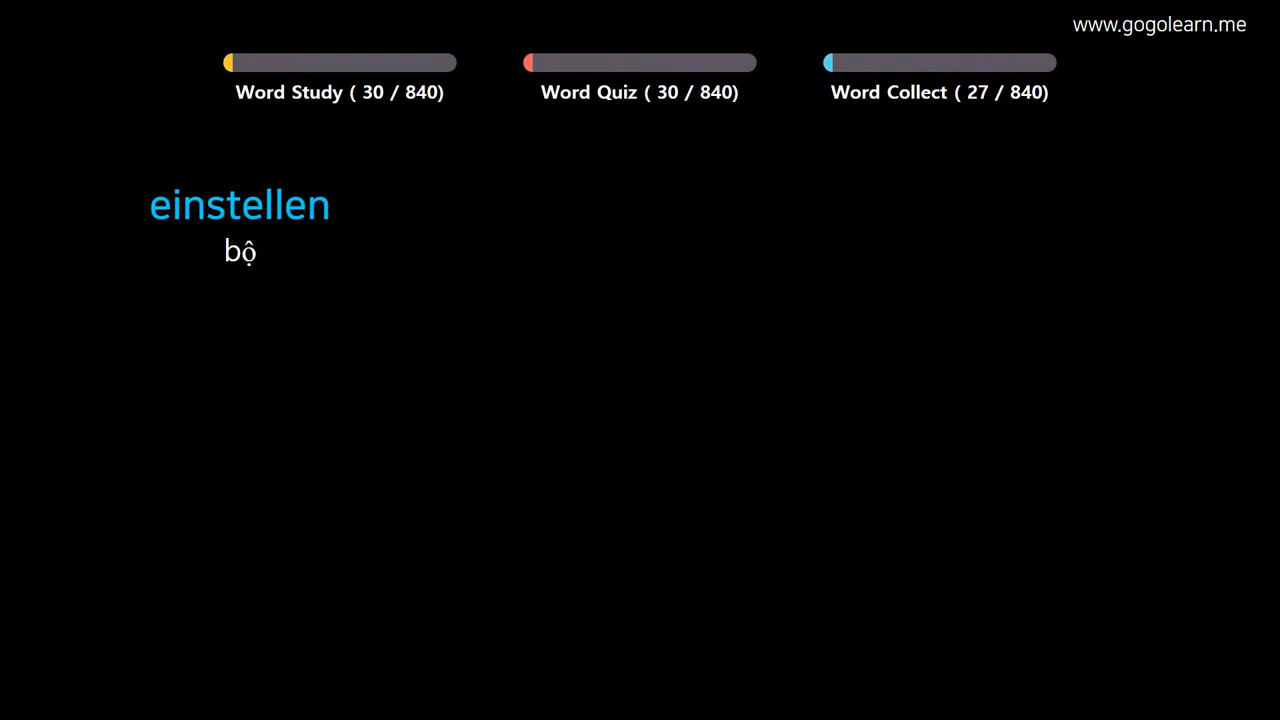 www.gogolearn.me
Word Study ( 30 / 840)
Word Quiz ( 30 / 840)
Word Collect ( 27 / 840)
einstellen
bộ